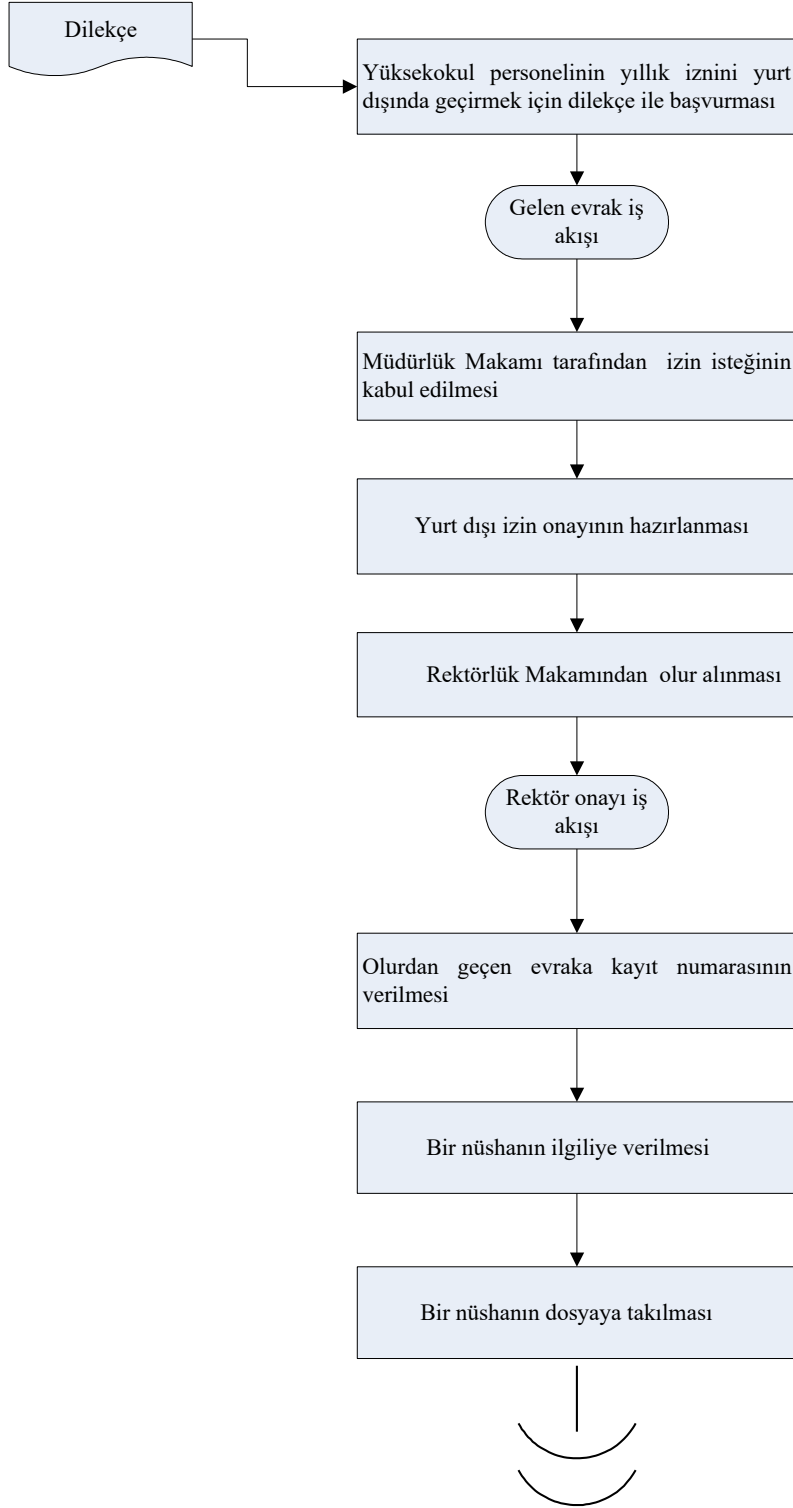 Dilekçe
Yüksekokul personelinin yıllık iznini yurt
dışında geçirmek için dilekçe ile başvurması
Gelen evrak iş
akışı
Müdürlük Makamı tarafından izin isteğinin
kabul edilmesi
Yurt dışı izin onayının hazırlanması
Rektörlük Makamından olur alınması
Rektör onayı iş
akışı
Olurdan geçen evraka kayıt numarasının
verilmesi
Bir nüshanın ilgiliye verilmesi
Bir nüshanın dosyaya takılması